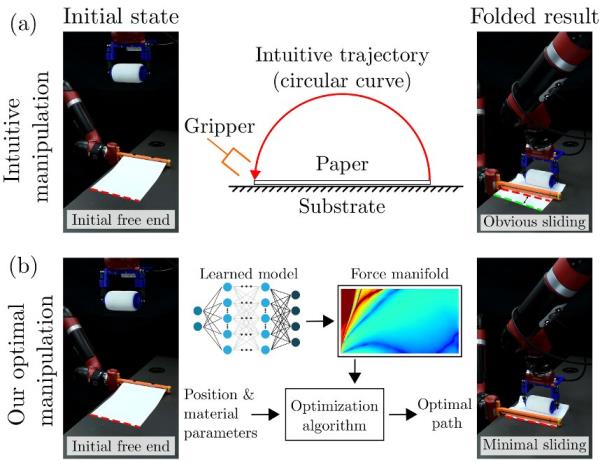 Initial state
Folded result
(a)
Intuitive
manipulation
Intuitive trajectory
(circular curve)
Gripper
Paper
Substrate
Initial free end
Obvious sliding
(b)
Our optimal
manipulation
Learned model
Force manifold
Position &
material
parameters
Optimization
algorithm
Optimal
path
Initial free end
Minimal sliding